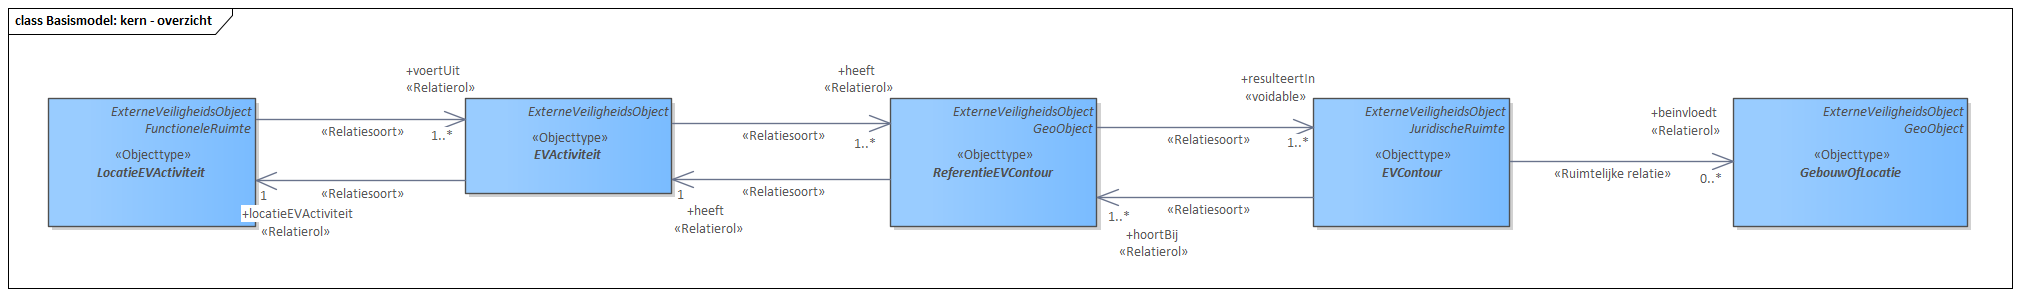 class Basismodel: kern - overzicht
ExterneVeiligheidsObject
FunctioneleRuimte
«Objecttype»
LocatieEVActiviteit
+voertUit
«Relatierol»
«Relatiesoort»
1..*
«Relatiesoort»
1
+locatieEVActiviteit
«Relatierol»
ExterneVeiligheidsObject
«Objecttype»
EVActiviteit
+heeft
«Relatierol»
«Relatiesoort»
1..*
«Relatiesoort»
1
+heeft
«Relatierol»
ExterneVeiligheidsObject
GeoObject
«Objecttype»
ReferentieEVContour
+resulteertIn
«voidable»
«Relatiesoort»
1..*
«Relatiesoort»
1..*
+hoortBij
«Relatierol»
ExterneVeiligheidsObject
JuridischeRuimte
«Objecttype»
EVContour
+beinvloedt
«Relatierol»
«Ruimtelijke relatie»
0..*
ExterneVeiligheidsObject
GeoObject
«Objecttype»
GebouwOfLocatie